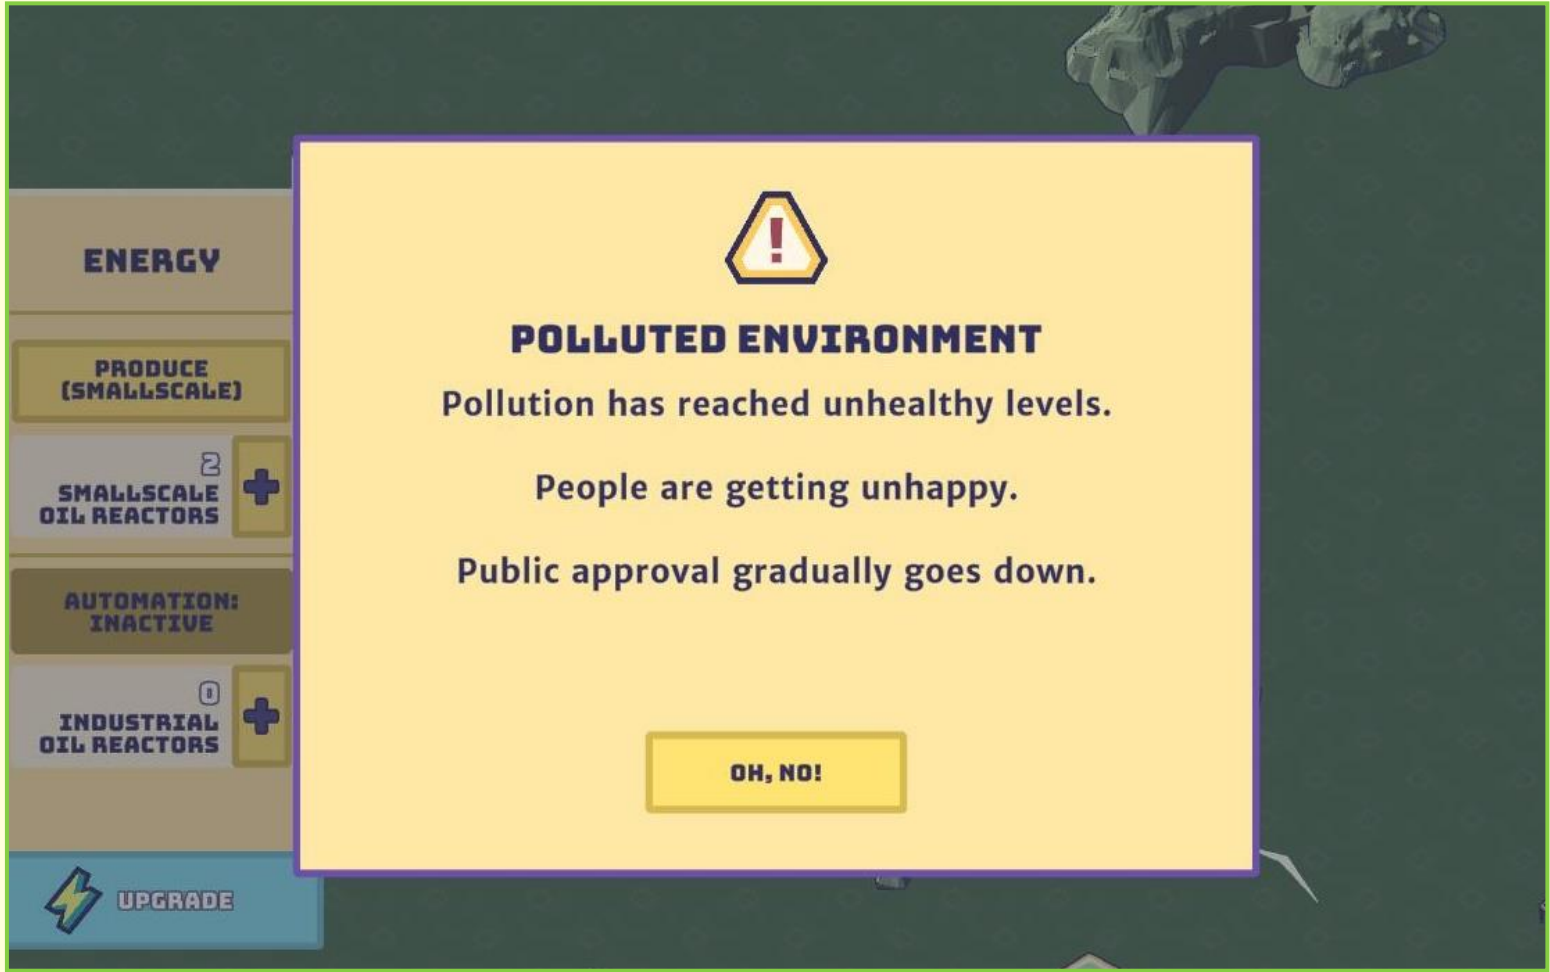 ENERGY
PRODUCE
(SMALLSCALE)
2
SMALLSCALE
OIL REACTORS
AUTOMATION:
INACTIVE
0
INDUSTRIAL
OIL REACTORS
UPGRADE
!
POLLUTED ENVIRONMENT
Pollution has reached unhealthy levels.
People are getting unhappy.
Public approval gradually goes down.
OH, NO!